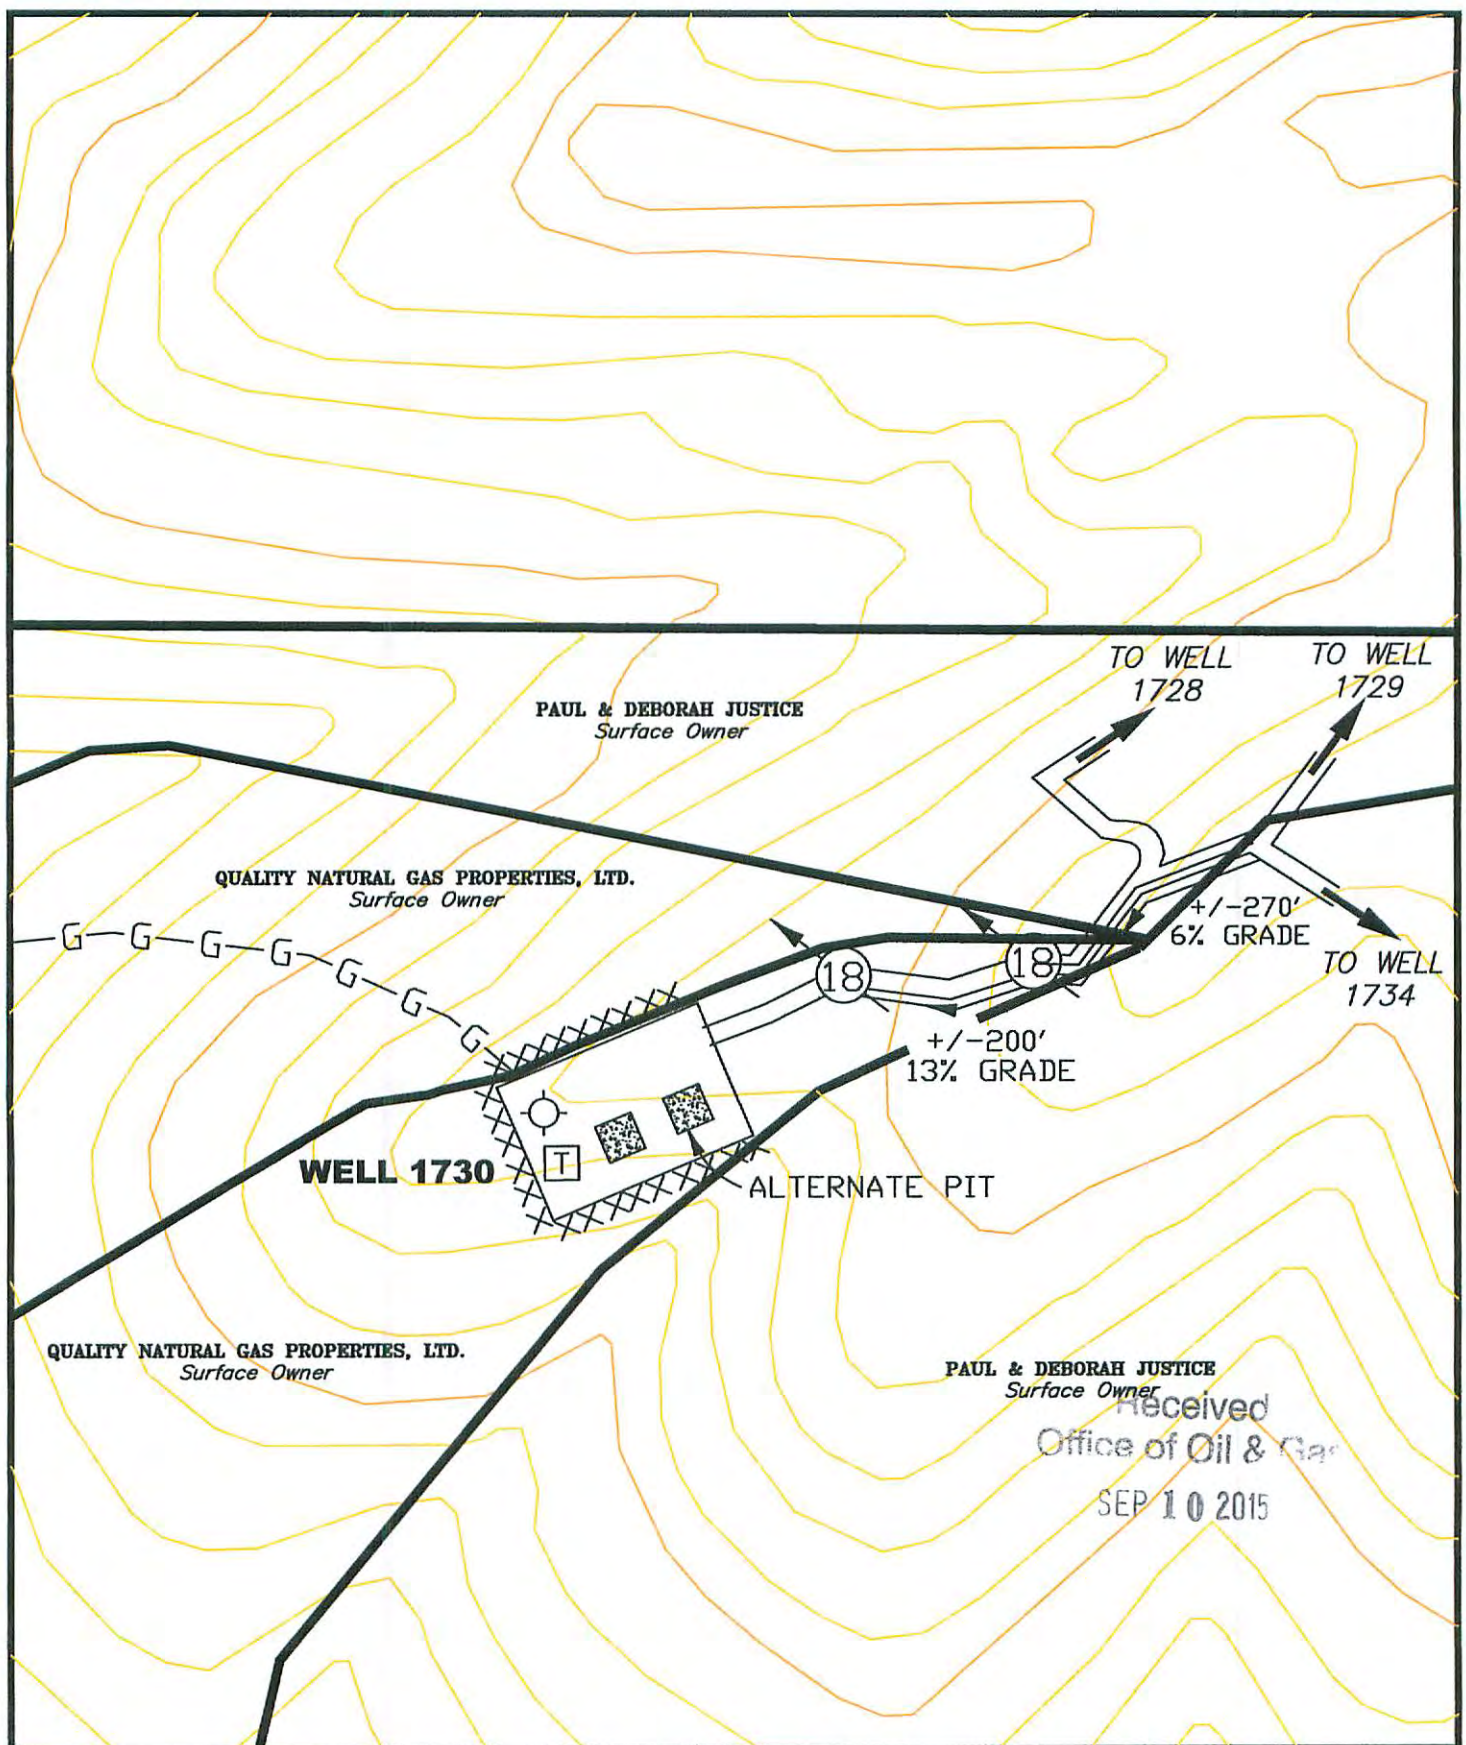 TO WELL
1728
TO WELL
1729
PAUL & DEBORAH JUSTICE
Surface Owner
QUALITY NATURAL GAS PROPERTIES, LTD.
Surface Owner
+/-270'
6% GRADE
TO WELL
1734
G G G G G G G
18
18
+/-200'
13% GRADE
WELL 1730
T
ALTERNATE PIT
QUALITY NATURAL GAS PROPERTIES, LTD.
Surface Owner
PAUL & DEBORAH JUSTICE
Surface Owner
Received
Office of Oil & Gas
SEP 10 2015